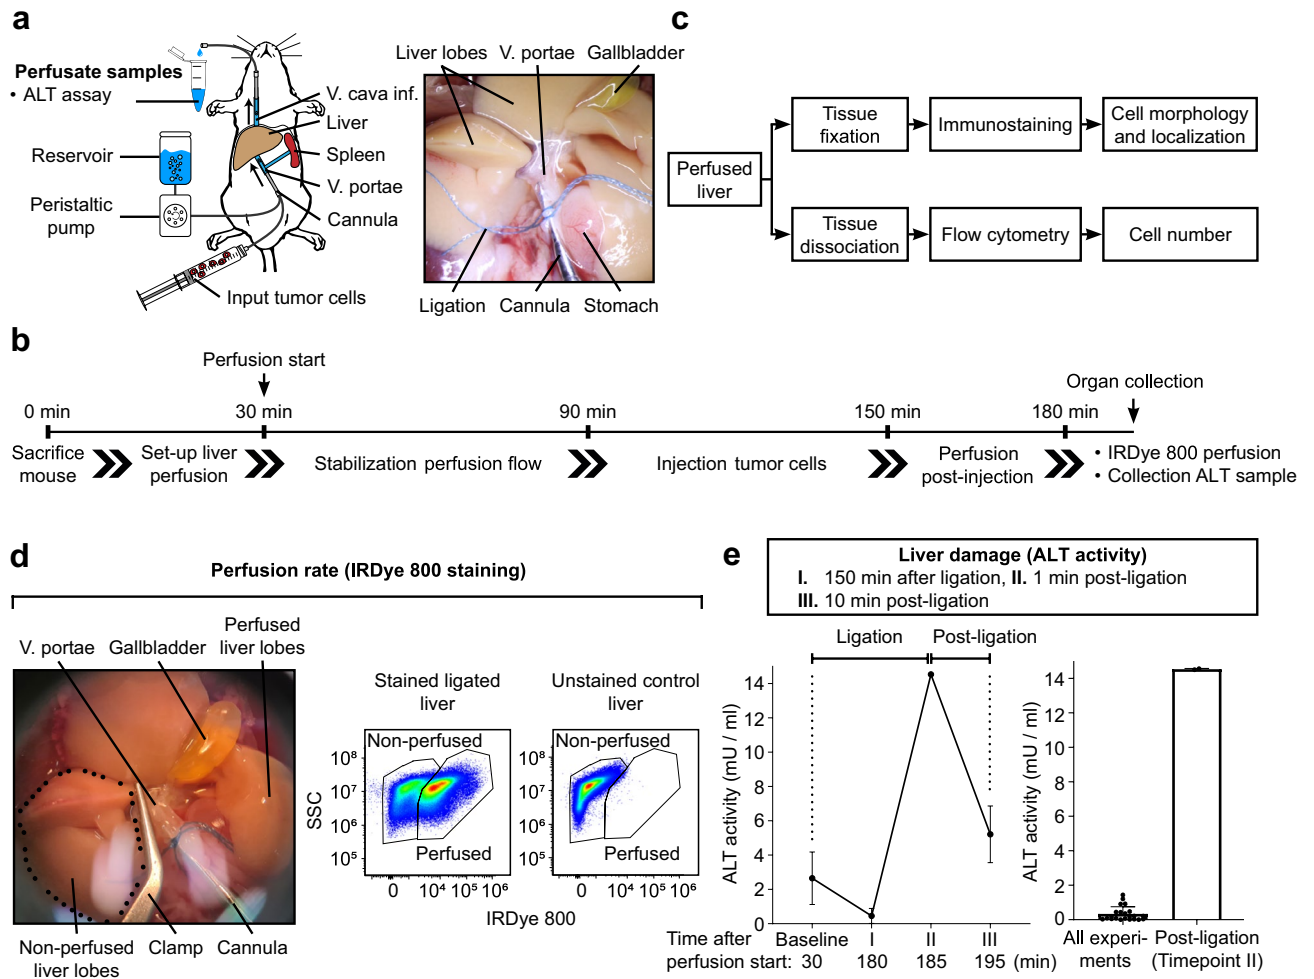 a
Perfusate samples
• ALT assay
Reservoir
Peristaltic
pump
V. cava inf.
Liver
Spleen
V. portae
Cannula
Input tumor cells
Liver lobes
V. portae
Gallbladder
Ligation
Cannula
Stomach
c
Perfused
liver
Tissue
fixation
Immunostaining
Cell morphology
and localization
Tissue
dissociation
Flow cytometry
Cell number
b
Perfusion start
Organ collection
0 min
30 min
90 min
150 min
180 min
Sacrifice
mouse
Set-up liver
perfusion
Stabilization perfusion flow
Injection tumor cells
Perfusion
post-injection
• IRDye 800 perfusion
• Collection ALT sample
d
Perfusion rate (IRDye 800 staining)
V. portae
Gallbladder
Perfused
liver lobes
Non-perfused
liver lobes
Clamp
Cannula
Stained ligated
liver
Unstained control
liver
Non-perfused
Perfused
Non-perfused
Perfused
SSC
10⁸
10⁷
10⁶
10⁵
0 10⁴ 10⁵ 10⁶
10⁸
10⁷
10⁶
10⁵
0 10⁴ 10⁵ 10⁶
IRDye 800
e
Liver damage (ALT activity)
I. 150 min after ligation, II. 1 min post-ligation
III. 10 min post-ligation
Ligation
Post-ligation
ALT activity (mU / ml)
14
12
10
8
6
4
2
0
Time after
perfusion start:
Baseline I II III
30 180 185 195 (min)
ALT activity (mU / ml)
14
12
10
8
6
4
2
0
All experi-
ments
Post-ligation
(Timepoint II)